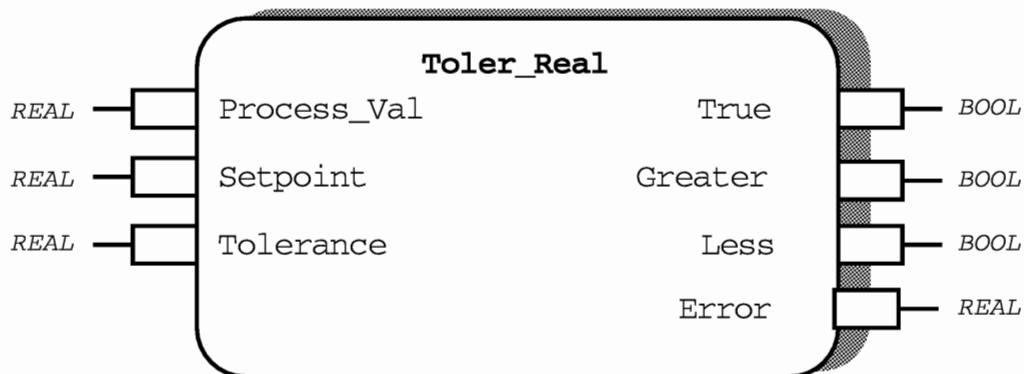 Toler_Real
REAL Process_Val True BOOL
REAL Setpoint Greater BOOL
REAL Tolerance Less BOOL
Error REAL